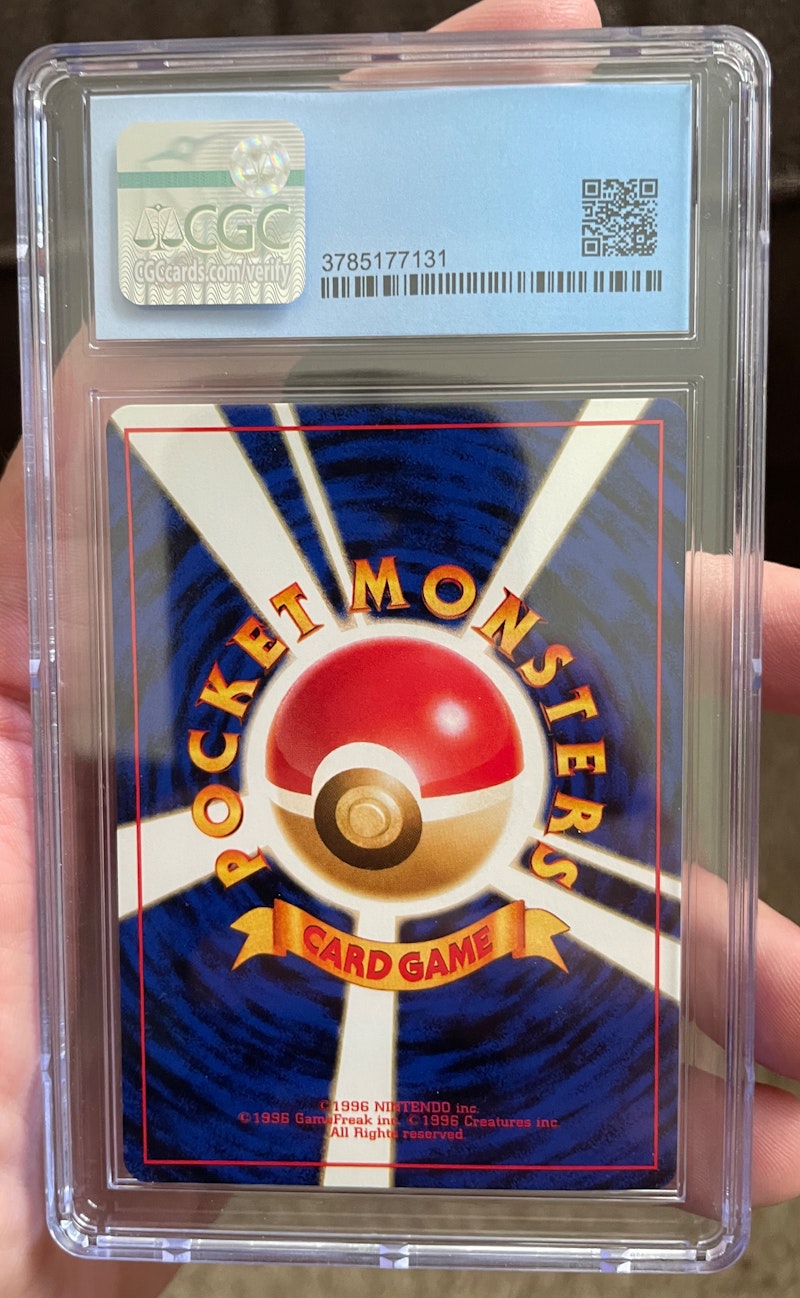 CGC
CGCcards.com/verify
3785177131
POCKET MONSTERS
CARD GAME
©1996 NINTENDO inc.
©1996 GameFreak inc. ©1996 Creatures inc.
All Rights reserved.